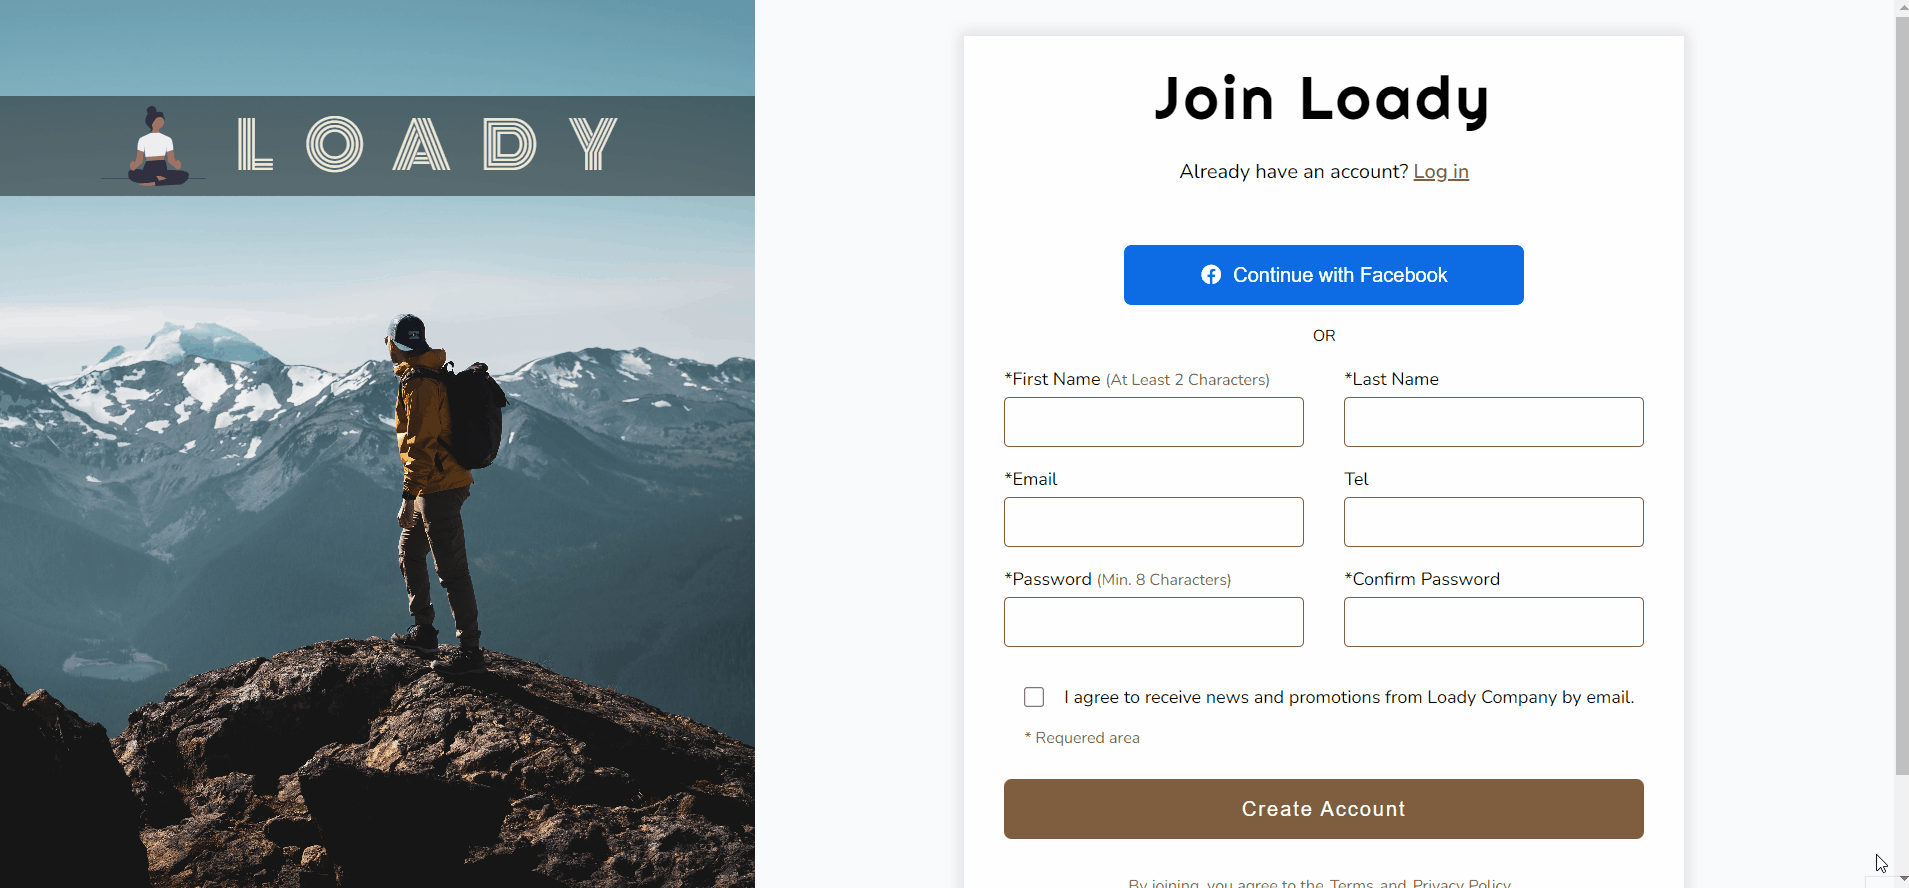 LOADY
Join Loady
Already have an account? Log in
Continue with Facebook
OR
*First Name (At Least 2 Characters)
*Last Name
*Email
Tel
*Password (Min. 8 Characters)
*Confirm Password
I agree to receive news and promotions from Loady Company by email.
* Requered area
Create Account
By joining, you agree to the Terms and Privacy Policy